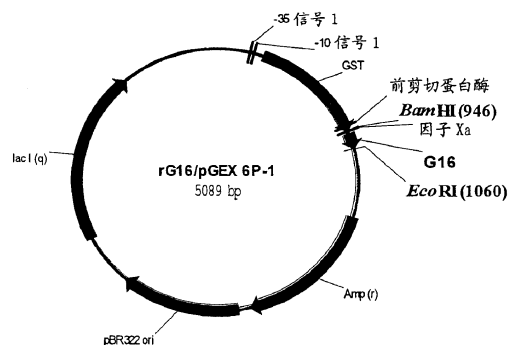 -35 信号 1
-10 信号 1
GST
前剪切蛋白酶
BamHI (946)
因子 Xa
G16
EcoRI (1060)
lac I (q)
rG16/pGEX 6P-1
5089 bp
Amp (r)
pBR322 ori